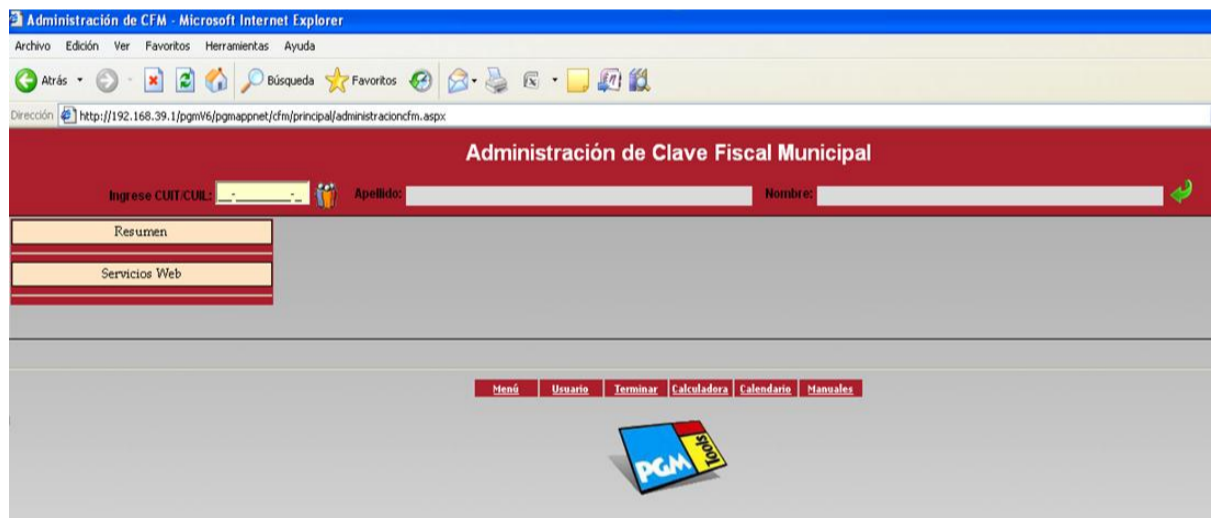 Administración de CFM - Microsoft Internet Explorer
Archivo Edición Ver Favoritos Herramientas Ayuda
Atrás Búsqueda Favoritos
Dirección http://192.168.39.1/pgmV6/pgmappnet/cfm/principal/administracioncfm.aspx
Administración de Clave Fiscal Municipal
Ingrese CUIT/CUIL: __-________-_ Apellido: Nombre:
Resumen
Servicios Web
Menú Usuario Terminar Calculadora Calendario Manuales
PGM Tools